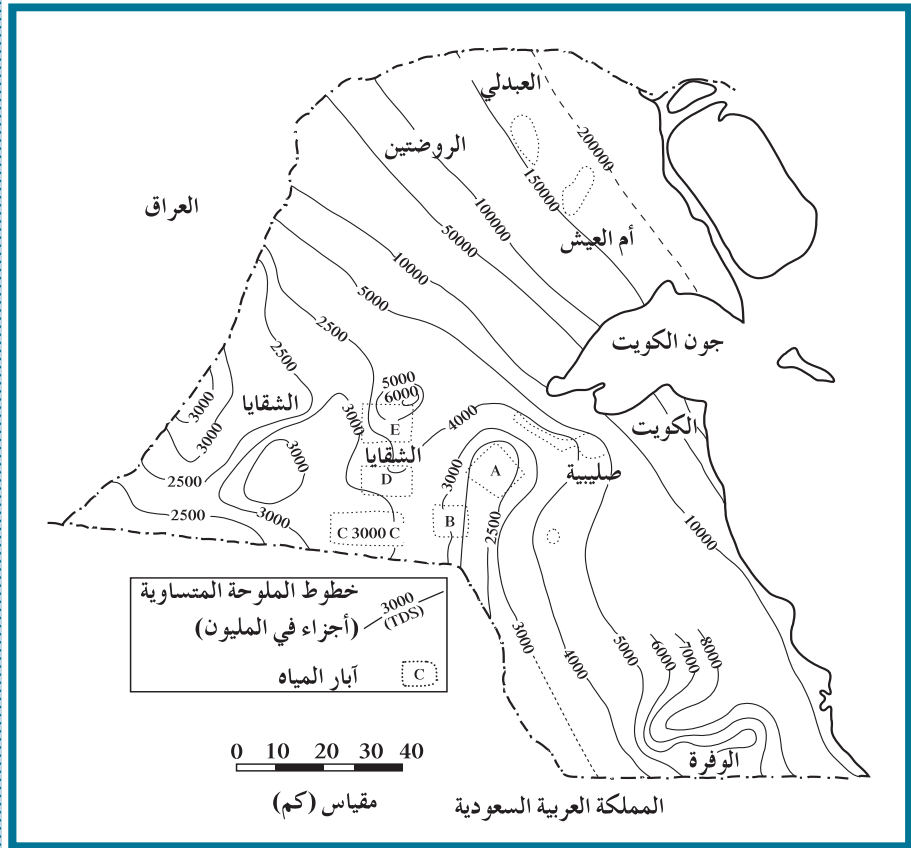 العبدلي
الروضتين
200000
150000
العراق
100000
50000
أم العيش
10000
5000
جون الكويت
2500
2500
5000
6000
3000
3000
الشقايا
3000
E
4000
الكويت
الشقايا
صليبية
3000
A
3000
D
2500
2500
3000
B
2500
C 3000 C
10000
3000
4000
5000
6000
7000
8000
خطوط الملوحة المتساوية
(أجزاء في المليون)
3000
(TDS)
آبار المياه
C
الوفرة
0 10 20 30 40
مقياس (كم)
المملكة العربية السعودية